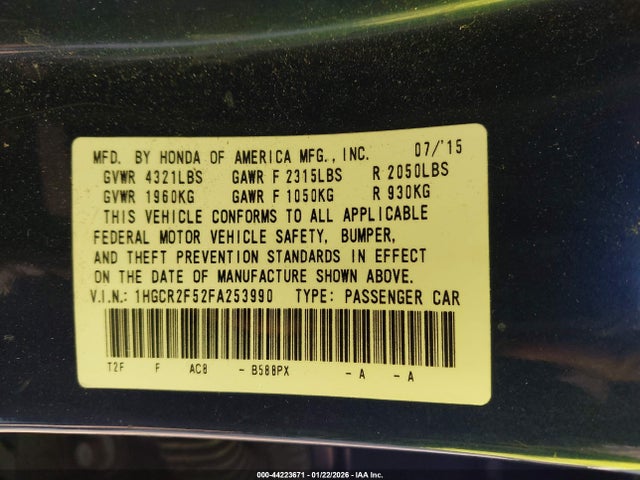 MFD. BY HONDA OF AMERICA MFG., INC. 07/'15
GVWR 4321LBS GAWR F 2315LBS R 2050LBS
GVWR 1960KG GAWR F 1050KG R 930KG
THIS VEHICLE CONFORMS TO ALL APPLICABLE
FEDERAL MOTOR VEHICLE SAFETY, BUMPER,
AND THEFT PREVENTION STANDARDS IN EFFECT
ON THE DATE OF MANUFACTURE SHOWN ABOVE.
V.I.N.: 1HGCR2F52FA253990 TYPE: PASSENGER CAR
T2F F AC8 - B588PX - A - A
000-44223671 - 01/22/2026 - IAA Inc.